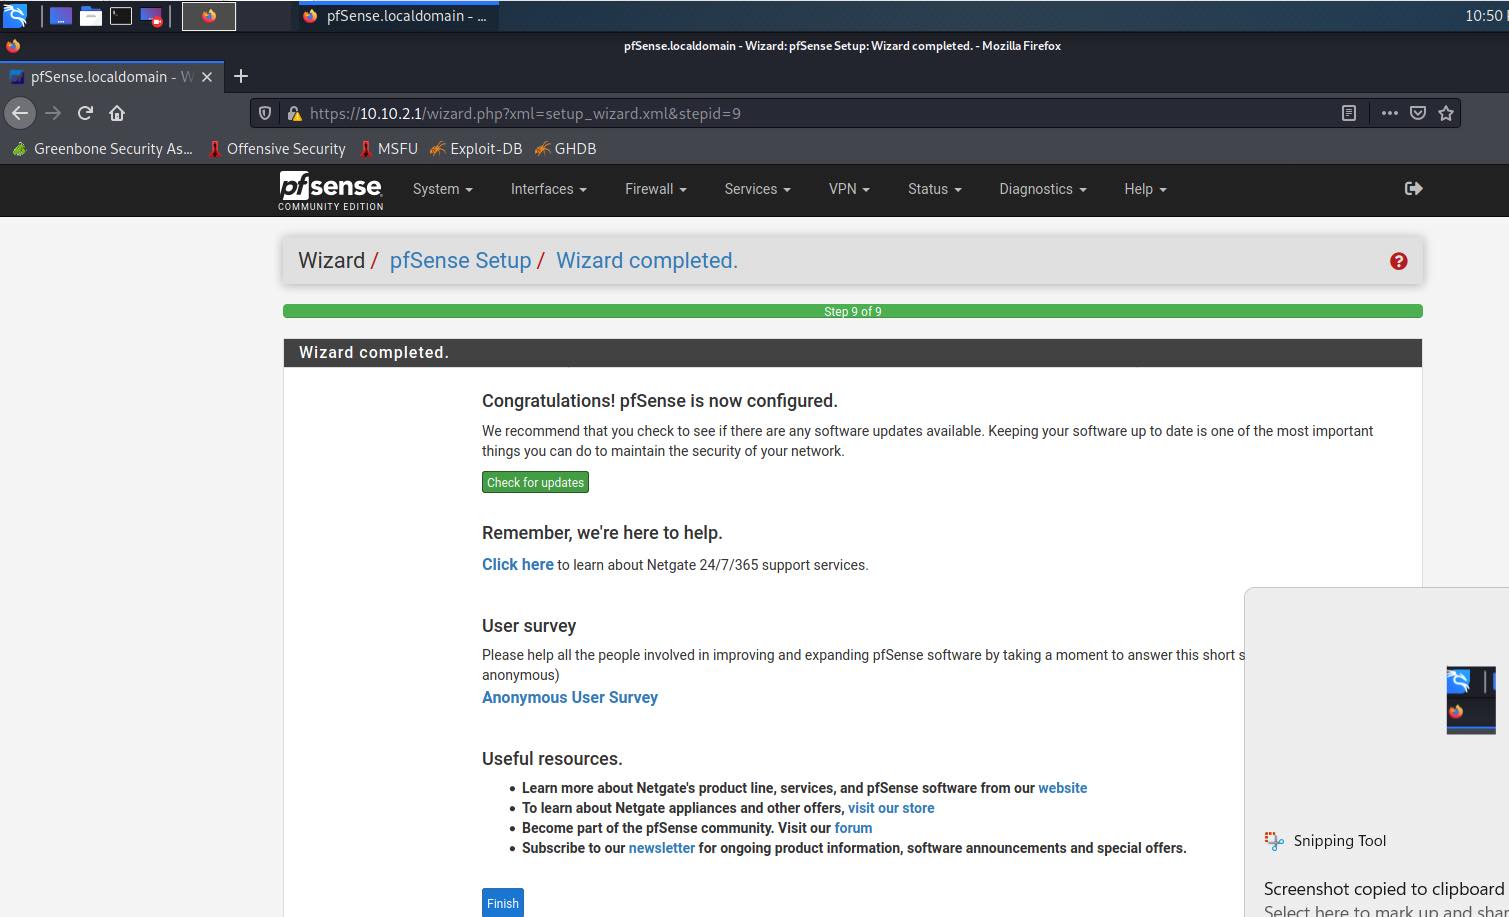 pfSense.localdomain - ...
10:50
pfSense.localdomain - Wizard: pfSense Setup: Wizard completed. - Mozilla Firefox
pfSense.localdomain - W
https://10.10.2.1/wizard.php?xml=setup_wizard.xml&stepid=9
Greenbone Security As... Offensive Security MSFU Exploit-DB GHDB
pfsense
COMMUNITY EDITION
System Interfaces Firewall Services VPN Status Diagnostics Help
Wizard / pfSense Setup / Wizard completed.
Step 9 of 9
Wizard completed.
Congratulations! pfSense is now configured.
We recommend that you check to see if there are any software updates available. Keeping your software up to date is one of the most important
things you can do to maintain the security of your network.
Check for updates
Remember, we're here to help.
Click here to learn about Netgate 24/7/365 support services.
User survey
Please help all the people involved in improving and expanding pfSense software by taking a moment to answer this short s
anonymous)
Anonymous User Survey
Useful resources.
• Learn more about Netgate's product line, services, and pfSense software from our website
• To learn about Netgate appliances and other offers, visit our store
• Become part of the pfSense community. Visit our forum
• Subscribe to our newsletter for ongoing product information, software announcements and special offers.
Finish
Snipping Tool
Screenshot copied to clipboard
Select here to mark up and shar